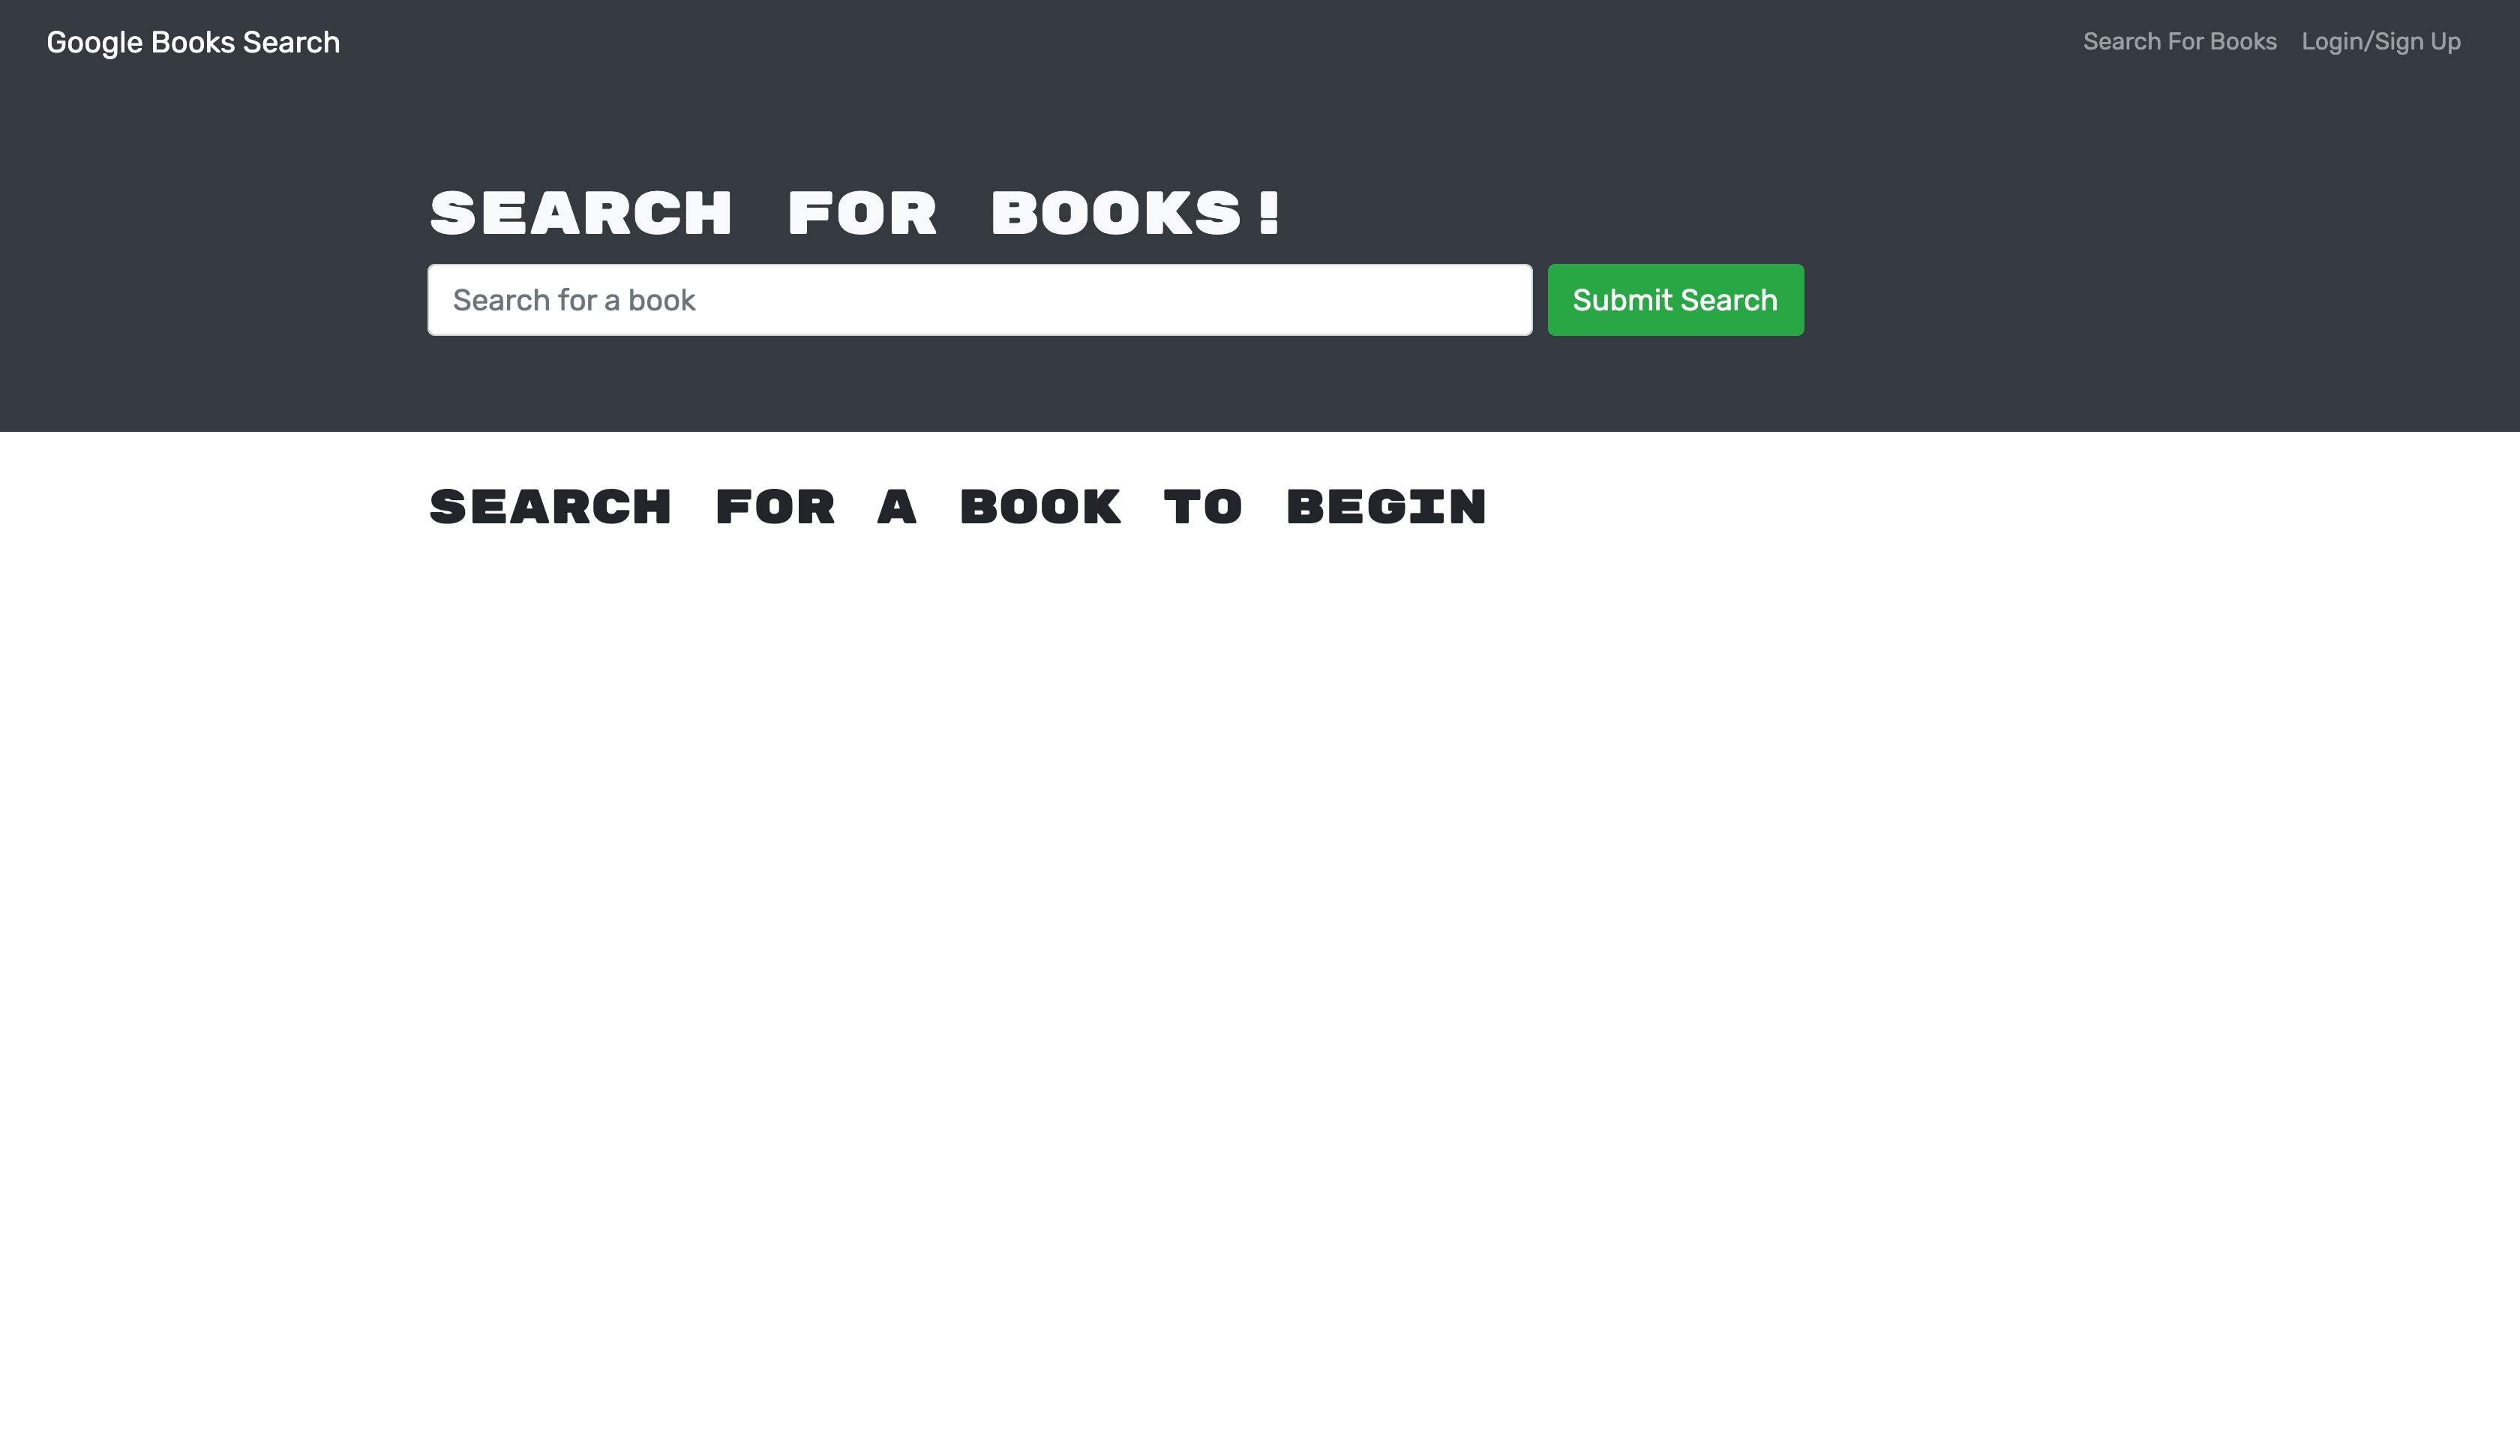 Google Books Search
Search For Books
Login/Sign Up
SEARCH FOR BOOKS!
Search for a book
Submit Search
SEARCH FOR A BOOK TO BEGIN